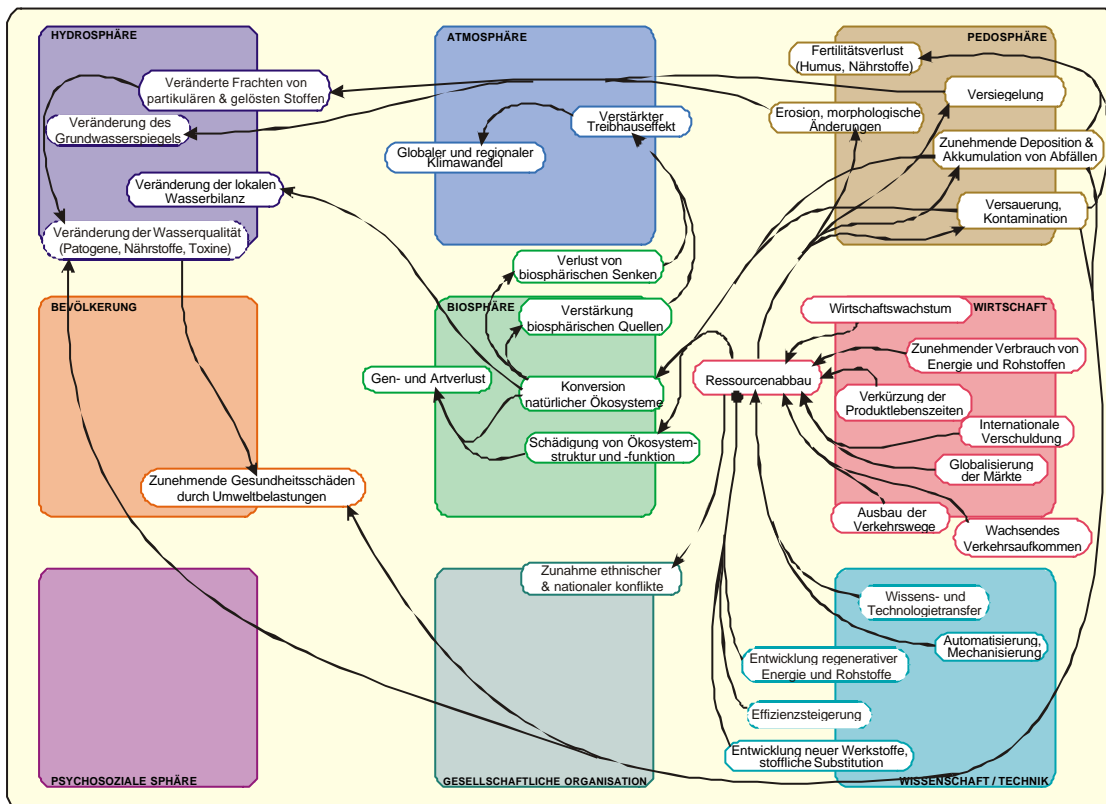 HYDROSPHÄRE
Veränderte Frachten von
partikulären & gelösten Stoffen
Veränderung des
Grundwasserspiegels
Veränderung der lokalen
Wasserbilanz
Veränderung der Wasserqualität
(Patogene, Nährstoffe, Toxine)
ATMOSPHÄRE
Verstärkter
Treibhauseffekt
Globaler und regionaler
Klimawandel
PEDOSPHÄRE
Fertilitätsverlust
(Humus, Nährstoffe)
Versiegelung
Erosion, morphologische
Änderungen
Zunehmende Deposition &
Akkumulation von Abfällen
Versauerung,
Kontamination
BEVÖLKERUNG
Zunehmende Gesundheitsschäden
durch Umweltbelastungen
Verlust von
biosphärischen Senken
BIOSPHÄRE
Verstärkung
biosphärischen Quellen
Gen- und Artverlust
Konversion
natürlicher Ökosysteme
Schädigung von Ökosystem-
struktur und -funktion
WIRTSCHAFT
Wirtschaftswachstum
Zunehmender Verbrauch von
Energie und Rohstoffen
Ressourcenabbau
Verkürzung der
Produktlebenszeiten
Internationale
Verschuldung
Globalisierung
der Märkte
Ausbau der
Verkehrswege
Wachsendes
Verkehrsaufkommen
PSYCHOSOZIALE SPHÄRE
Zunahme ethnischer
& nationaler konflikte
GESELLSCHAFTLICHE ORGANISATION
Wissens- und
Technologietransfer
Automatisierung,
Mechanisierung
Entwicklung regenerativer
Energie und Rohstoffe
Effizienzsteigerung
Entwicklung neuer Werkstoffe,
stoffliche Substitution
WISSENSCHAFT / TECHNIK